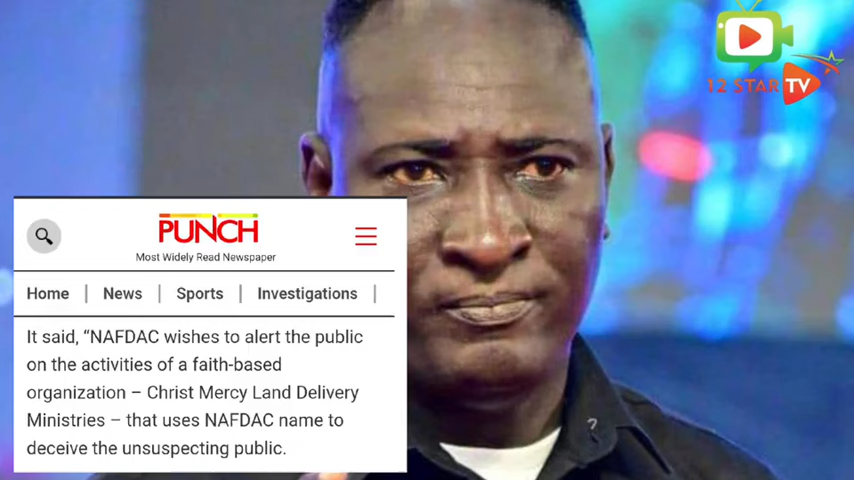 12 STAR TV
PUNCH
Most Widely Read Newspaper
Home | News | Sports | Investigations |
It said, “NAFDAC wishes to alert the public
on the activities of a faith-based
organization – Christ Mercy Land Delivery
Ministries – that uses NAFDAC name to
deceive the unsuspecting public.